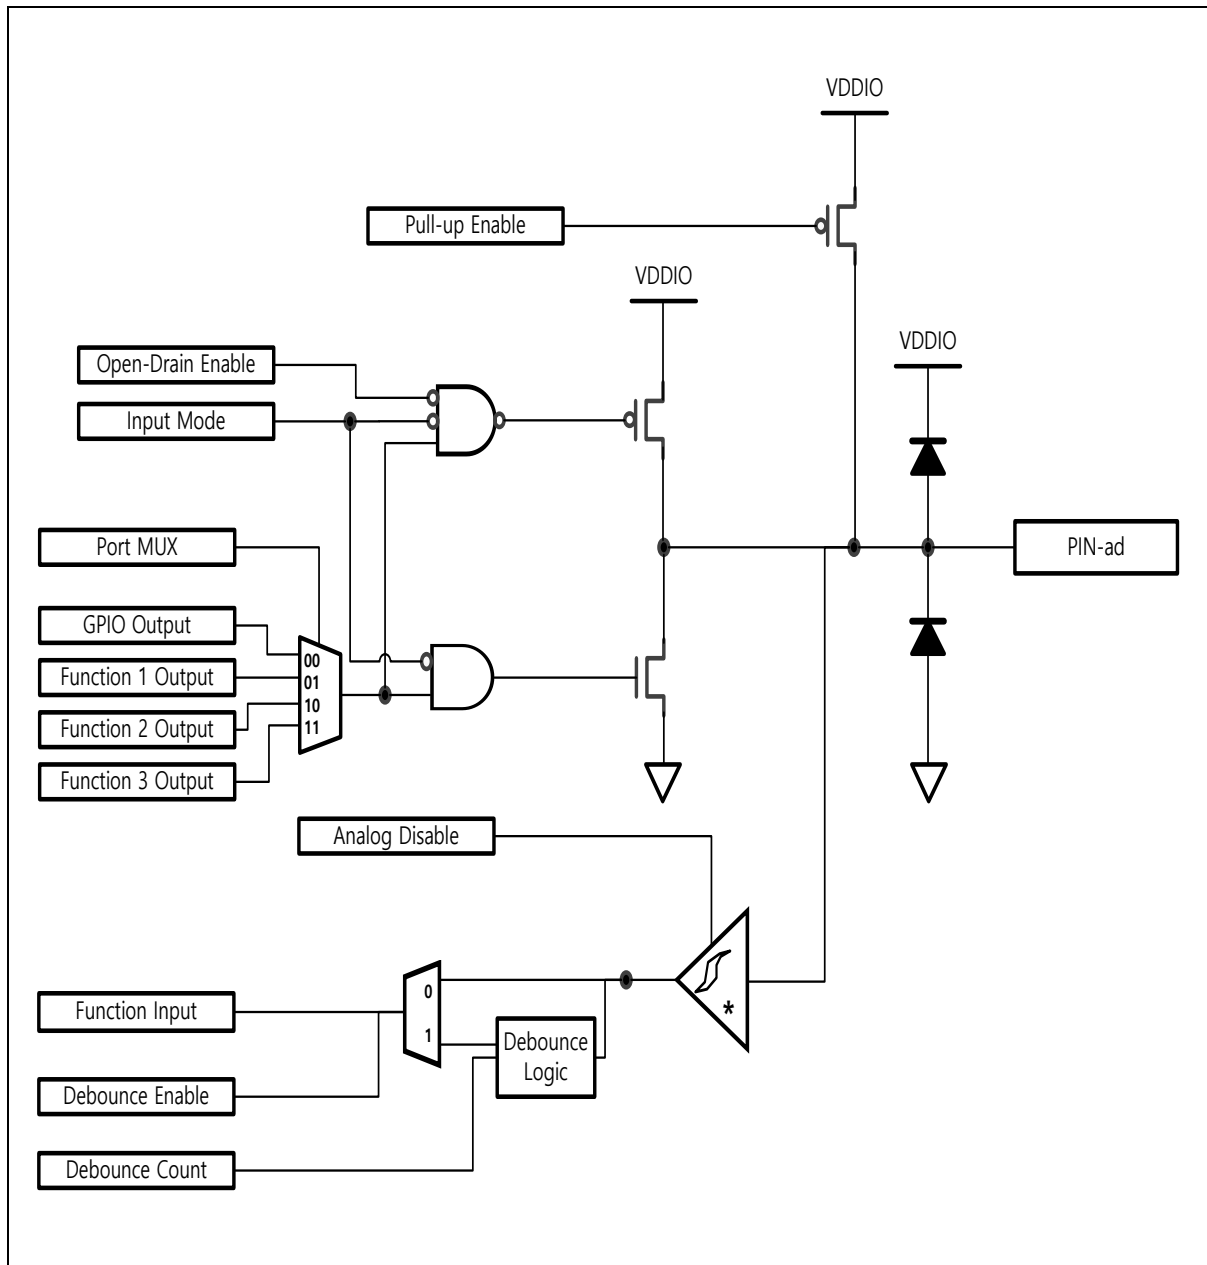 VDDIO
Pull-up Enable
VDDIO
VDDIO
Open-Drain Enable
Input Mode
Port MUX
PIN-ad
GPIO Output
00
Function 1 Output
01
10
Function 2 Output
11
Function 3 Output
Analog Disable
0
*
Function Input
1
Debounce
Logic
Debounce Enable
Debounce Count